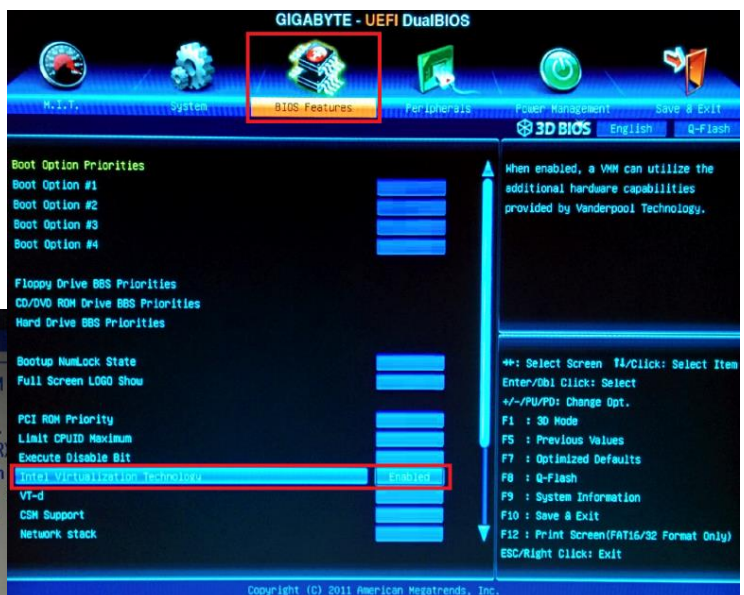 GIGABYTE - UEFI DualBIOS
M.I.T.
System
BIOS Features
Peripherals
Power Management
Save & Exit
3D BIOS
English
Q-Flash
Boot Option Priorities
Boot Option #1
Boot Option #2
Boot Option #3
Boot Option #4
Floppy Drive BBS Priorities
CD/DVD ROM Drive BBS Priorities
Hard Drive BBS Priorities
Bootup NumLock State
Full Screen LOGO Show
PCI ROM Priority
Limit CPUID Maximum
Execute Disable Bit
Intel Virtualization Technology Enabled
VT-d
CSM Support
Network stack
When enabled, a VMM can utilize the
additional hardware capabilities
provided by Vanderpool Technology.
↔: Select Screen ↑↓/Click: Select Item
Enter/Dbl Click: Select
+/-/PU/PD: Change Opt.
F1 : 3D Mode
F5 : Previous Values
F7 : Optimized Defaults
F8 : Q-Flash
F9 : System Information
F10 : Save & Exit
F12 : Print Screen(FAT16/32 Format Only)
ESC/Right Click: Exit
Copyright (C) 2011 American Megatrends, Inc.